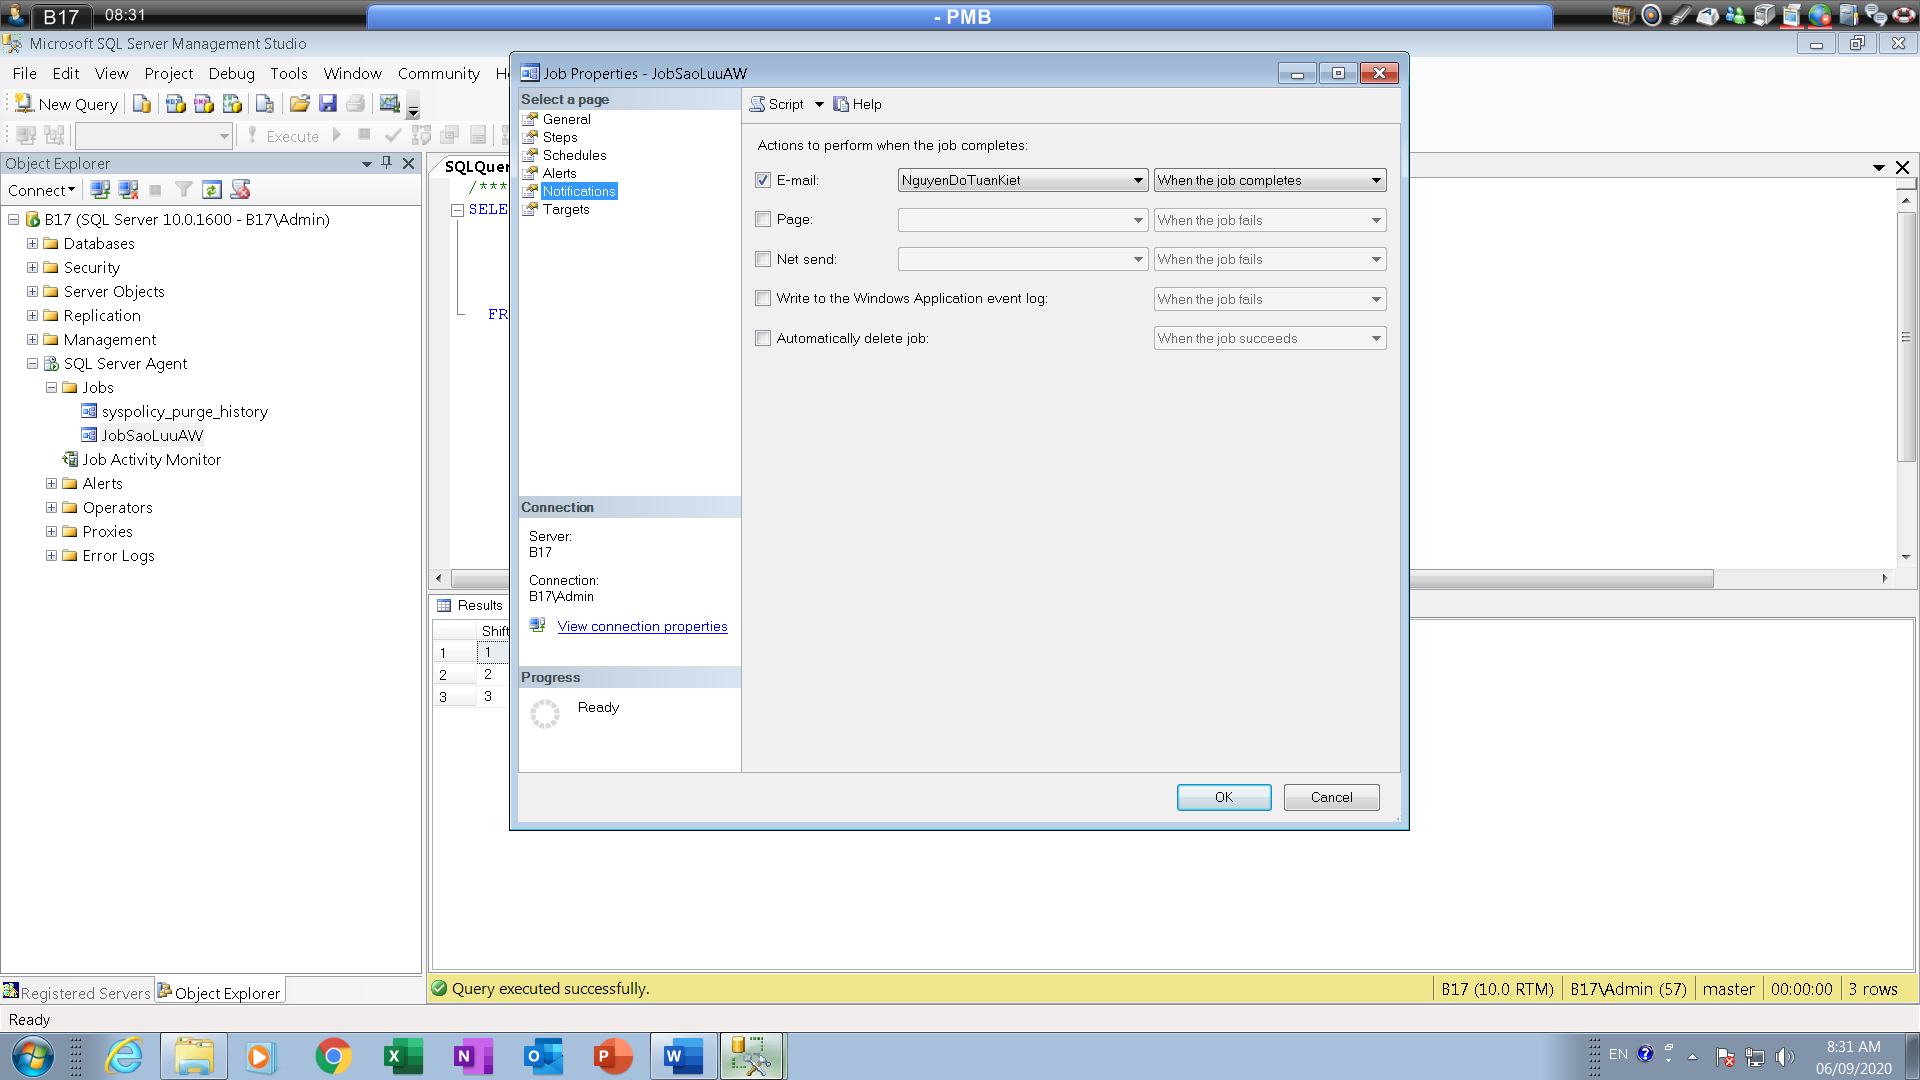 B17
08:31
- PMB
Microsoft SQL Server Management Studio
File Edit View Project Debug Tools Window Community
New Query
Execute
Object Explorer
Connect
B17 (SQL Server 10.0.1600 - B17\Admin)
Databases
Security
Server Objects
Replication
Management
SQL Server Agent
Jobs
syspolicy_purge_history
JobSaoLuuAW
Job Activity Monitor
Alerts
Operators
Proxies
Error Logs
Registered Servers
Object Explorer
SQLQuer
/***
SELE
FR
Results
Shift
1 1
2 2
3 3
Job Properties - JobSaoLuuAW
Select a page
General
Steps
Schedules
Alerts
Notifications
Targets
Connection
Server:
B17
Connection:
B17\Admin
View connection properties
Progress
Ready
Script
Help
Actions to perform when the job completes:
E-mail: NguyenDoTuanKiet When the job completes
Page: When the job fails
Net send: When the job fails
Write to the Windows Application event log: When the job fails
Automatically delete job: When the job succeeds
OK
Cancel
Query executed successfully.
B17 (10.0 RTM) B17\Admin (57) master 00:00:00 3 rows
Ready
EN
8:31 AM
06/09/2020